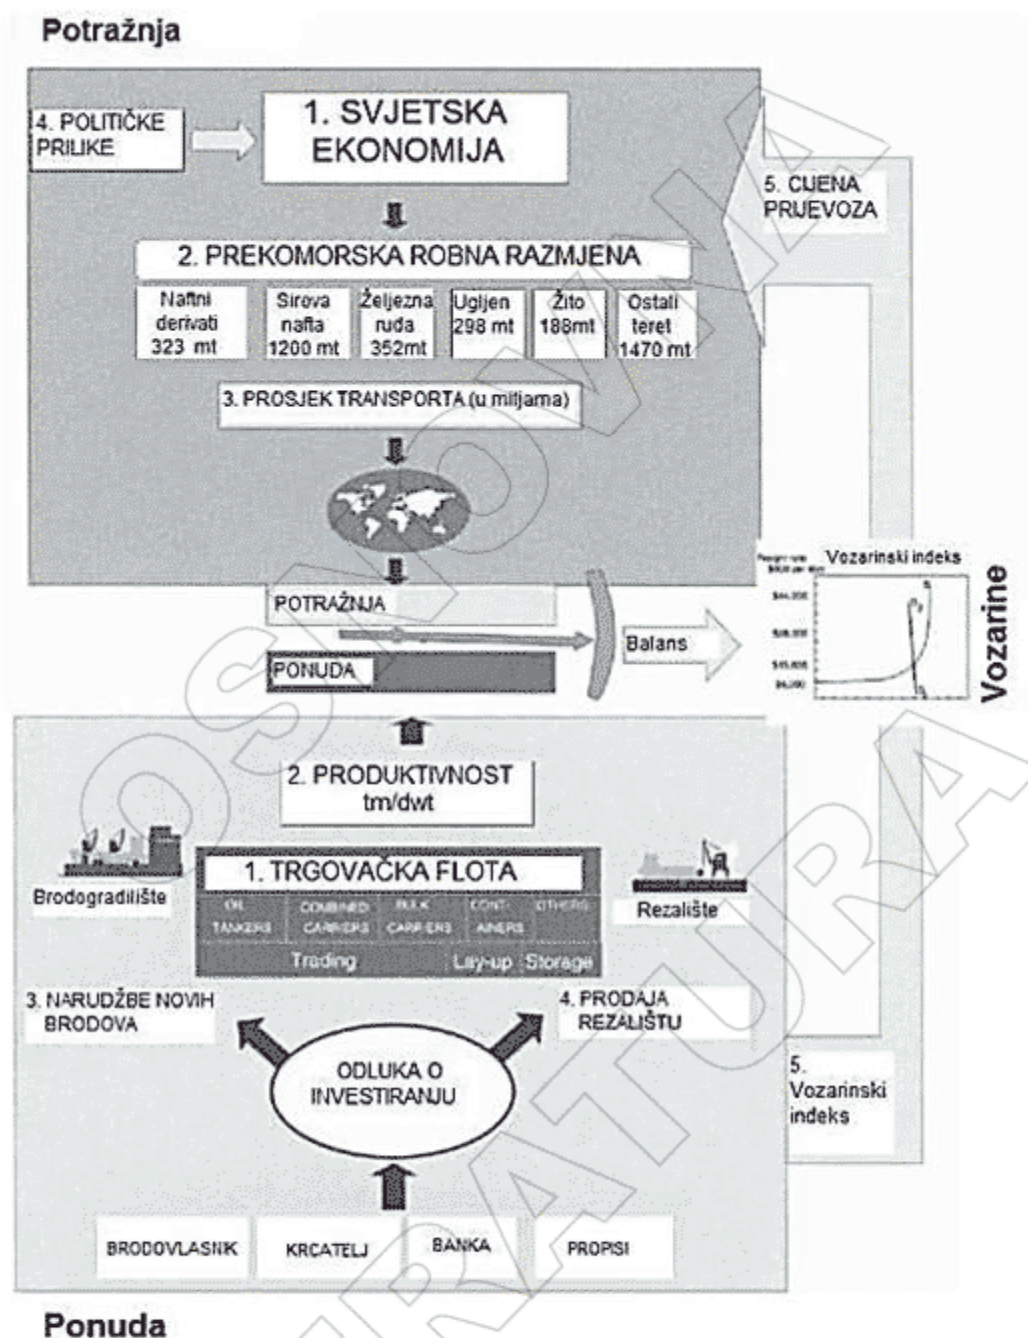 Potražnja
4. POLITIČKE
PRILIKE
1. SVJETSKA
EKONOMIJA
5. CIJENA
PRIJEVOZA
2. PREKOMORSKA ROBNA RAZMJENA
Naftni
derivati
323 mt
Sirova
nafta
1200 mt
Željezna
ruda
352mt
Ugljen
298 mt
Žito
188mt
Ostali
teret
1470 mt
3. PROSJEK TRANSPORTA (u miljama)
POTRAŽNJA
PONUDA
Balans
Vozarinski indeks
Vozarine
2. PRODUKTIVNOST
tm/dwt
Brodogradilište
1. TRGOVAČKA FLOTA
OIL
TANKERS
COMBINED
CARRIERS
BULK
CARRIERS
CONT-
AINERS
OTHERS
Trading
Lay-up
Storage
Rezalište
3. NARUDŽBE NOVIH
BRODOVA
4. PRODAJA
REZALIŠTU
ODLUKA O
INVESTIRANJU
5.
Vozarinski
indeks
BRODOVLASNIK
KRCATELJ
BANKA
PROPISI
Ponuda
OSNOVINA
URATURA